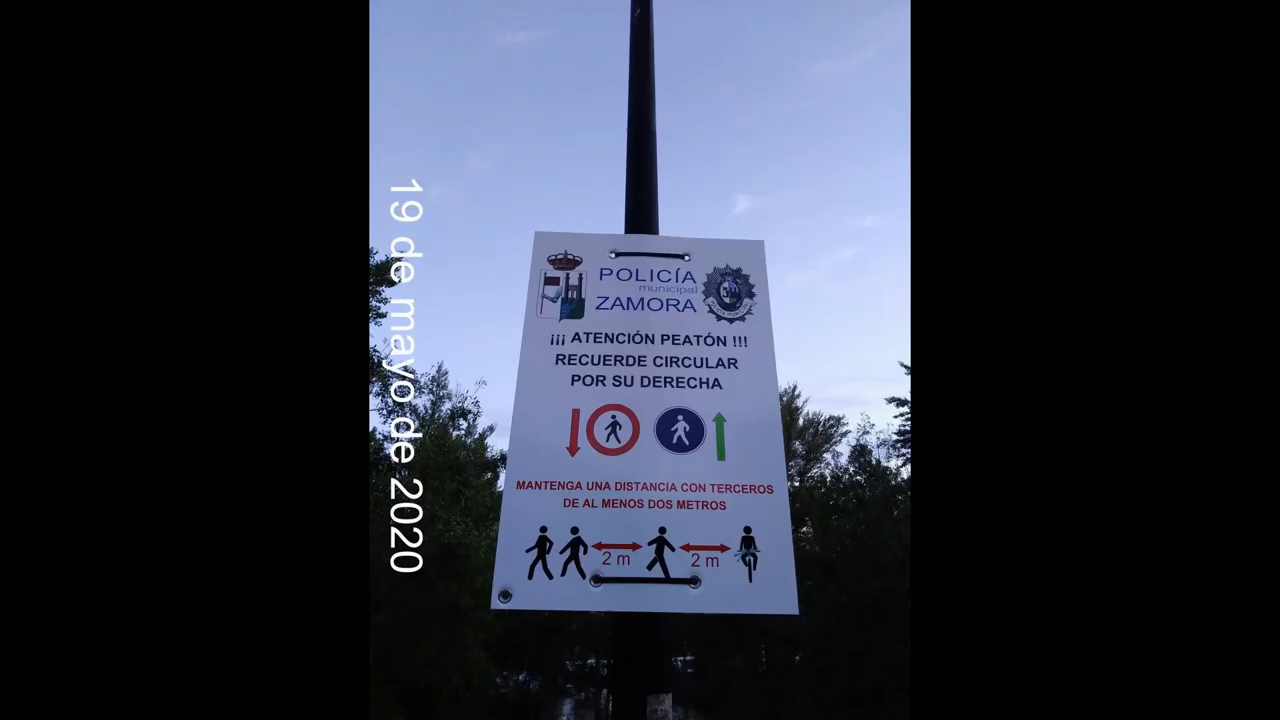 19 de mayo de 2020
POLICÍA
municipal
ZAMORA
¡¡¡ ATENCIÓN PEATÓN !!!
RECUERDE CIRCULAR
POR SU DERECHA
MANTENGA UNA DISTANCIA CON TERCEROS
DE AL MENOS DOS METROS
2 m 2 m